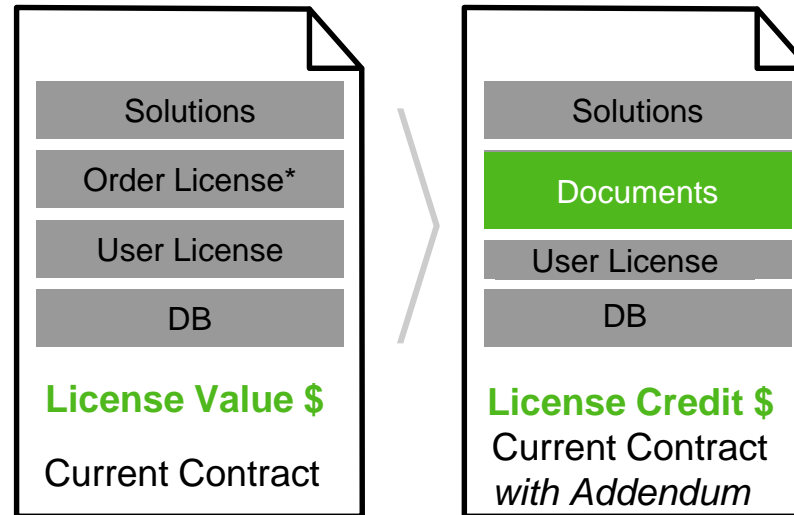 Solutions
Order License*
User License
DB
License Value $
Current Contract
Solutions
Documents
User License
DB
License Credit $
Current Contract
with Addendum